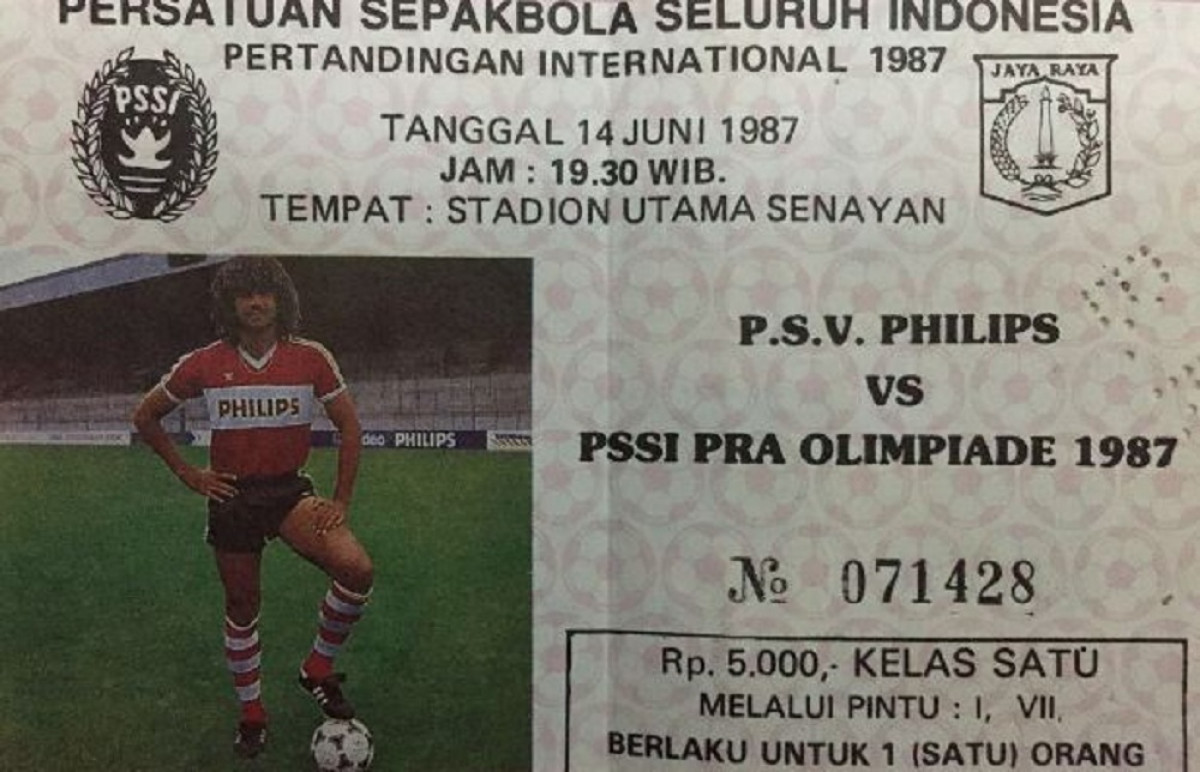 PERSATUAN SEPAKBOLA SELURUH INDONESIA
PERTANDINGAN INTERNATIONAL 1987
PSSI
JAYA RAYA
TANGGAL 14 JUNI 1987
JAM : 19.30 WIB.
TEMPAT : STADION UTAMA SENAYAN
PHILIPS
PHILIPS
P.S.V. PHILIPS
VS
PSSI PRA OLIMPIADE 1987
№ 071428
Rp. 5.000,- KELAS SATU
MELALUI PINTU : I, VII.
BERLAKU UNTUK 1 (SATU) ORANG